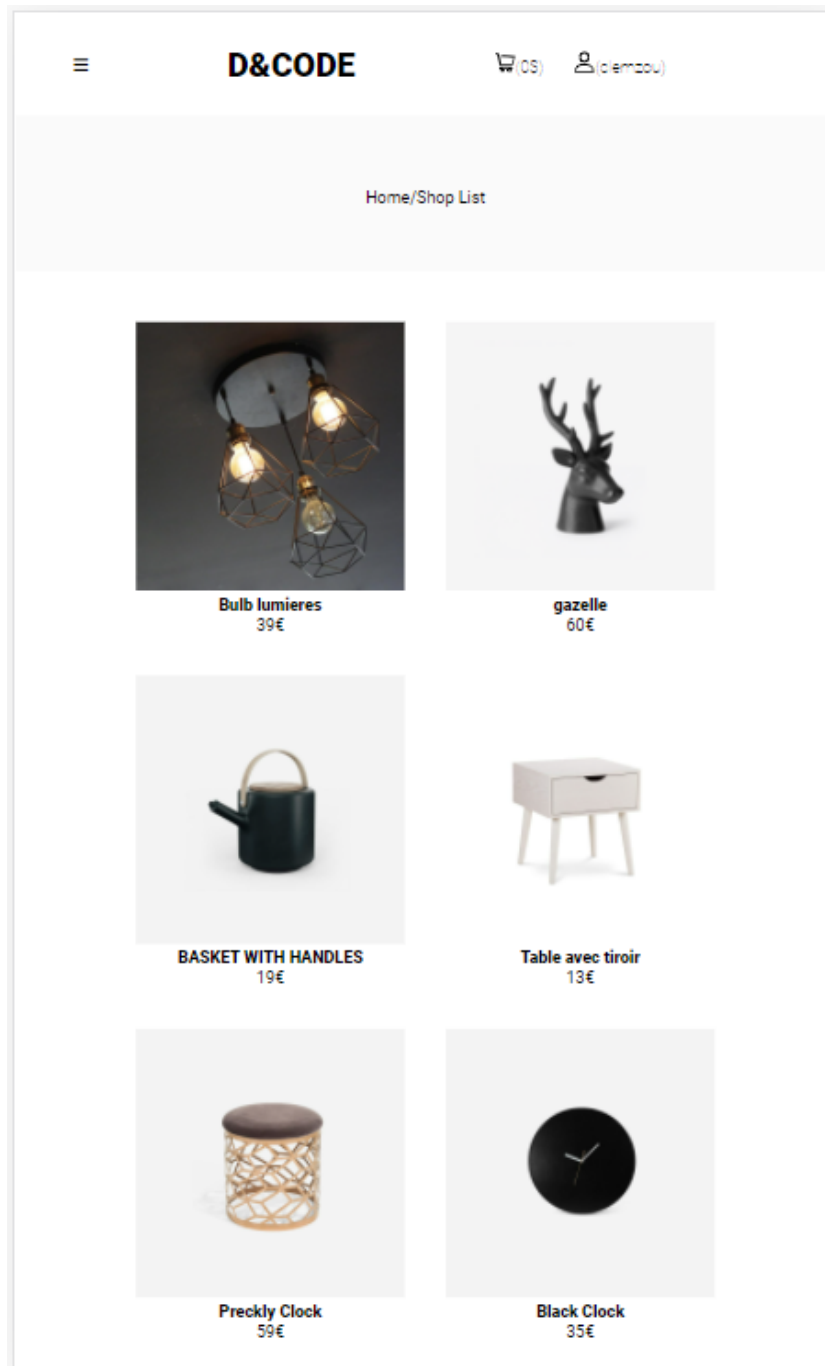 ☰ D&CODE (0$) (clemzou)
Home/Shop List
Bulb lumieres gazelle
39€ 60€
BASKET WITH HANDLES Table avec tiroir
19€ 13€
Preckly Clock Black Clock
59€ 35€